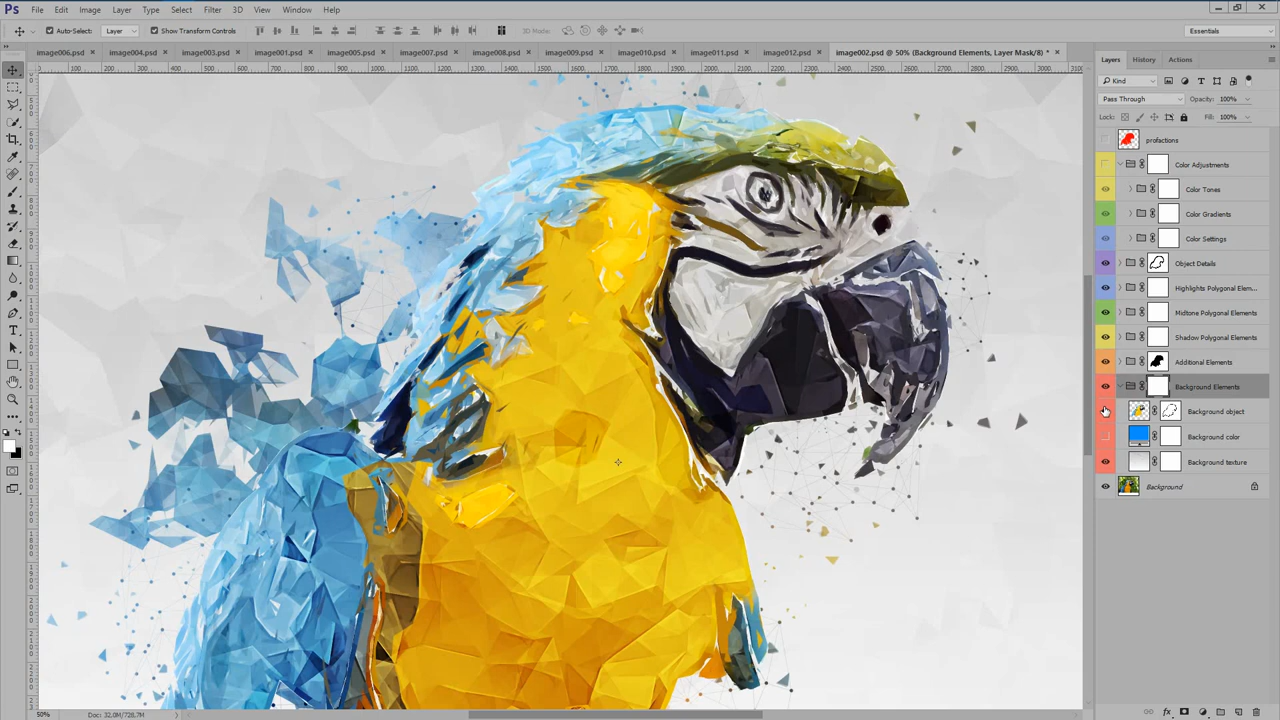 Ps File Edit Image Layer Type Select Filter 3D View Window Help
Auto-Select: Layer Show Transform Controls 3D Mode: Essentials
image006.psd × image004.psd × image003.psd × image001.psd × image005.psd × image007.psd × image008.psd × image009.psd × image010.psd × image011.psd × image012.psd × image002.psd @ 50% (Background Elements, Layer Mask/8) * ×
Layers History Actions
Kind
Pass Through Opacity: 100%
Lock: Fill: 100%
profactions
Color Adjustments
Color Tones
Color Gradients
Color Settings
Object Details
Highlights Polygonal Elem...
Midtone Polygonal Elements
Shadow Polygonal Elements
Additional Elements
Background Elements
Background object
Background color
Background texture
Background
50% Doc: 32,0M/728,7M